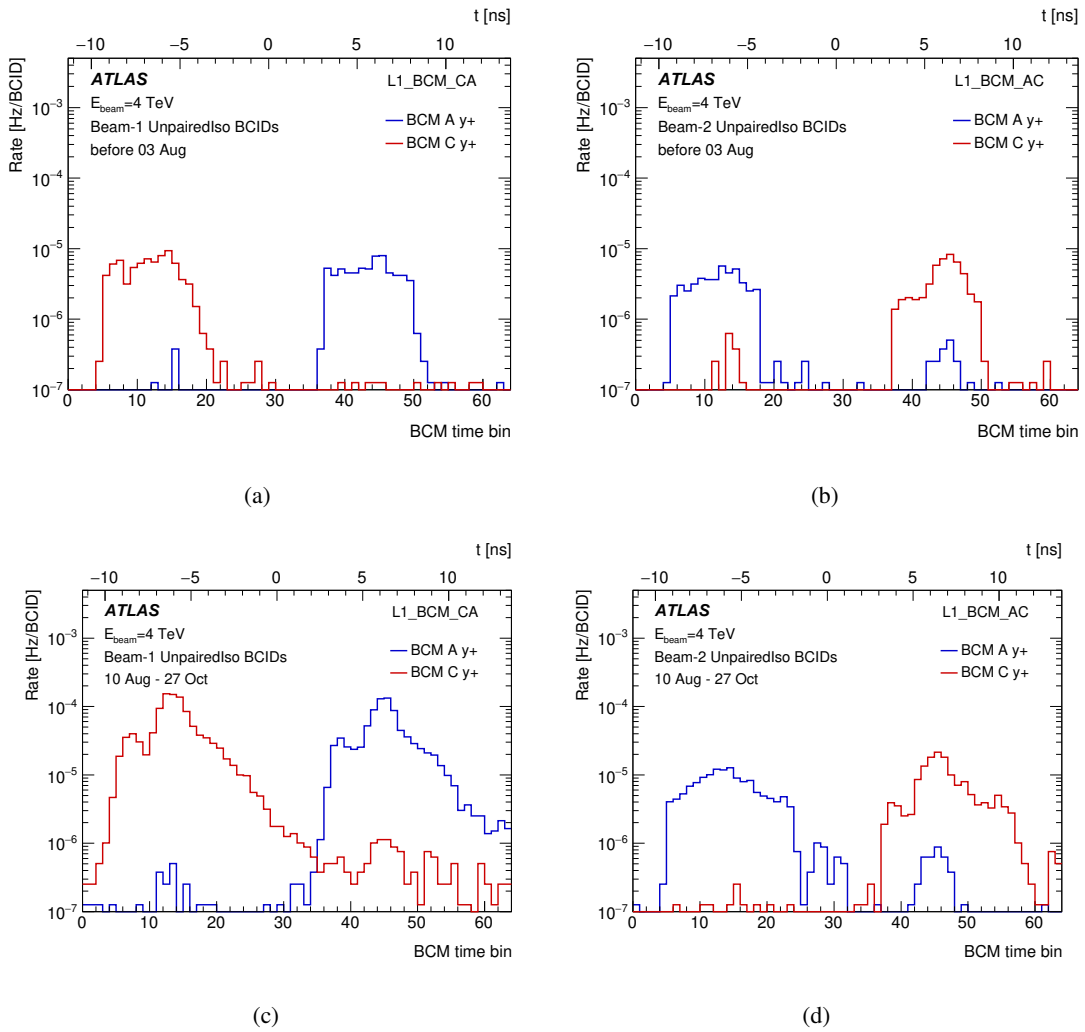 t [ns]
−10 −5 0 5 10
Rate [Hz/BCID]
ATLAS L1_BCM_CA
E_beam=4 TeV
Beam-1 UnpairedIso BCIDs
before 03 Aug
BCM A y+
BCM C y+
10⁻³
10⁻⁴
10⁻⁵
10⁻⁶
10⁻⁷
0 10 20 30 40 50 60
BCM time bin
(a)
t [ns]
−10 −5 0 5 10
Rate [Hz/BCID]
ATLAS L1_BCM_AC
E_beam=4 TeV
Beam-2 UnpairedIso BCIDs
before 03 Aug
BCM A y+
BCM C y+
10⁻³
10⁻⁴
10⁻⁵
10⁻⁶
10⁻⁷
0 10 20 30 40 50 60
BCM time bin
(b)
t [ns]
−10 −5 0 5 10
Rate [Hz/BCID]
ATLAS L1_BCM_CA
E_beam=4 TeV
Beam-1 UnpairedIso BCIDs
10 Aug - 27 Oct
BCM A y+
BCM C y+
10⁻³
10⁻⁴
10⁻⁵
10⁻⁶
10⁻⁷
0 10 20 30 40 50 60
BCM time bin
(c)
t [ns]
−10 −5 0 5 10
Rate [Hz/BCID]
ATLAS L1_BCM_AC
E_beam=4 TeV
Beam-2 UnpairedIso BCIDs
10 Aug - 27 Oct
BCM A y+
BCM C y+
10⁻³
10⁻⁴
10⁻⁵
10⁻⁶
10⁻⁷
0 10 20 30 40 50 60
BCM time bin
(d)